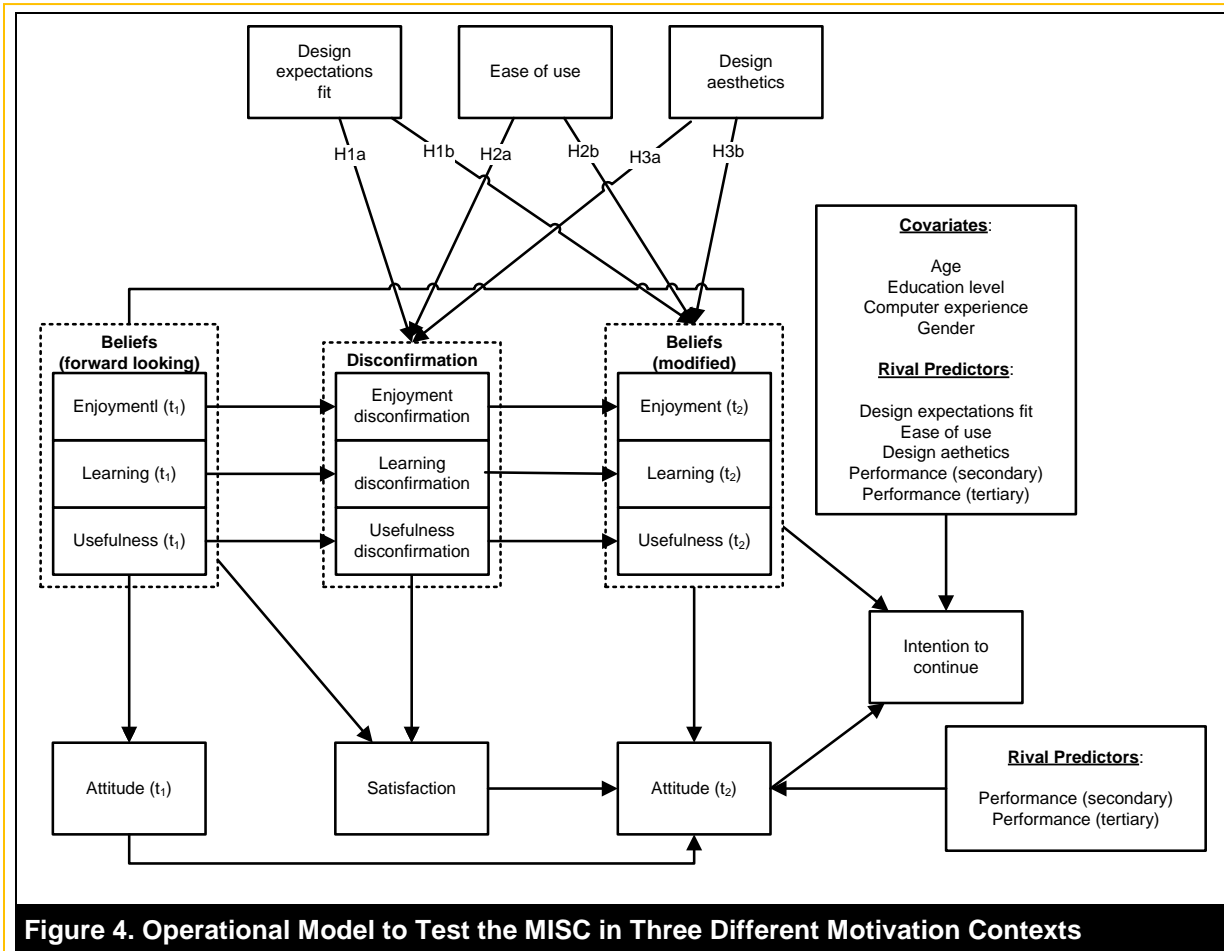 Design
expectations
fit
Ease of use
Design
aesthetics
H1a
H1b
H2a
H2b
H3a
H3b
Covariates:
Age
Education level
Computer experience
Gender
Rival Predictors:
Design expectations fit
Ease of use
Design aethetics
Performance (secondary)
Performance (tertiary)
Beliefs
(forward looking)
Enjoymentl (t₁)
Learning (t₁)
Usefulness (t₁)
Disconfirmation
Enjoyment
disconfirmation
Learning
disconfirmation
Usefulness
disconfirmation
Beliefs
(modified)
Enjoyment (t₂)
Learning (t₂)
Usefulness (t₂)
Intention to
continue
Attitude (t₁)
Satisfaction
Attitude (t₂)
Rival Predictors:
Performance (secondary)
Performance (tertiary)
Figure 4. Operational Model to Test the MISC in Three Different Motivation Contexts